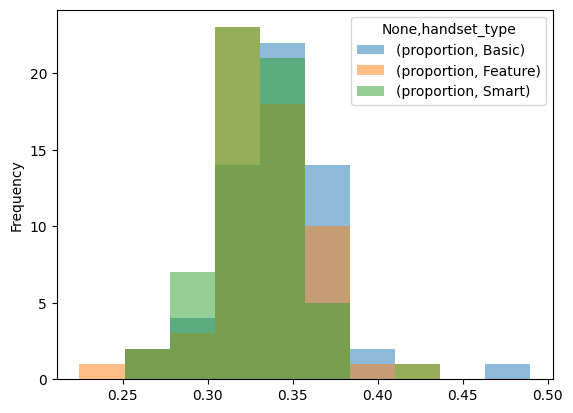 None,handset_type
(proportion, Basic)
(proportion, Feature)
(proportion, Smart)
Frequency
20
15
10
5
0
0.25 0.30 0.35 0.40 0.45 0.50